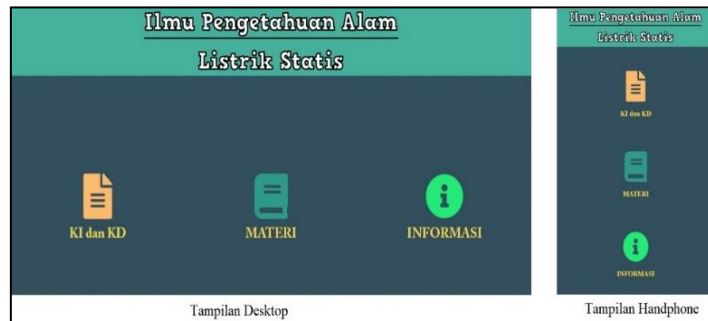 Ilmu Pengetahuan Alam
Listrik Statis
KI dan KD
MATERI
INFORMASI
Tampilan Desktop
Ilmu Pengetahuan Alam
Listrik Statis
KI dan KD
MATERI
INFORMASI
Tampilan Handphone